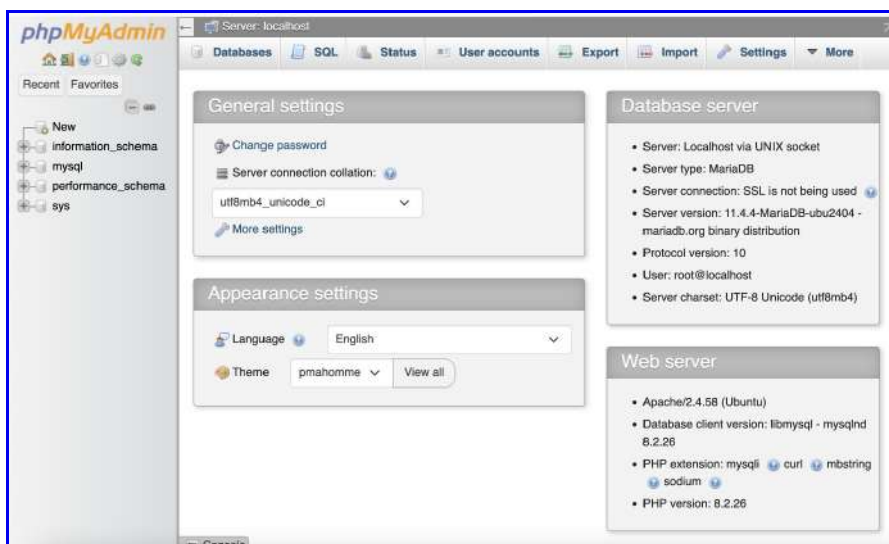 phpMyAdmin
Recent Favorites
New
information_schema
mysql
performance_schema
sys
Server: localhost
Databases SQL Status User accounts Export Import Settings More
General settings
Change password
Server connection collation:
utf8mb4_unicode_ci
More settings
Appearance settings
Language English
Theme pmahomme View all
Database server
• Server: Localhost via UNIX socket
• Server type: MariaDB
• Server connection: SSL is not being used
• Server version: 11.4.4-MariaDB-ubu2404 -
mariadb.org binary distribution
• Protocol version: 10
• User: root@localhost
• Server charset: UTF-8 Unicode (utf8mb4)
Web server
• Apache/2.4.58 (Ubuntu)
• Database client version: libmysql - mysqlnd
8.2.26
• PHP extension: mysqli curl mbstring
sodium
• PHP version: 8.2.26
Console